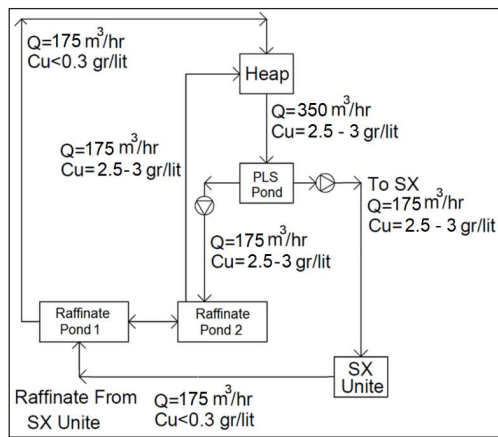 Q=175 m³/hr
Cu<0.3 gr/lit
Heap
Q=350 m³/hr
Cu=2.5 - 3 gr/lit
Q=175 m³/hr
Cu=2.5-3 gr/lit
PLS
Pond
To SX
Q=175 m³/hr
Cu=2.5 - 3 gr/lit
Q=175 m³/hr
Cu=2.5-3 gr/lit
Raffinate
Pond 1
Raffinate
Pond 2
SX
Unite
Raffinate From
SX Unite
Q=175 m³/hr
Cu<0.3 gr/lit